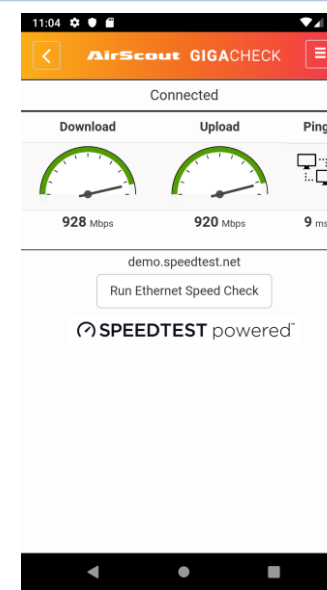 11:04
AirScout GIGACHECK
Connected
Download Upload Ping
928 Mbps 920 Mbps 9 ms
demo.speedtest.net
Run Ethernet Speed Check
SPEEDTEST powered™